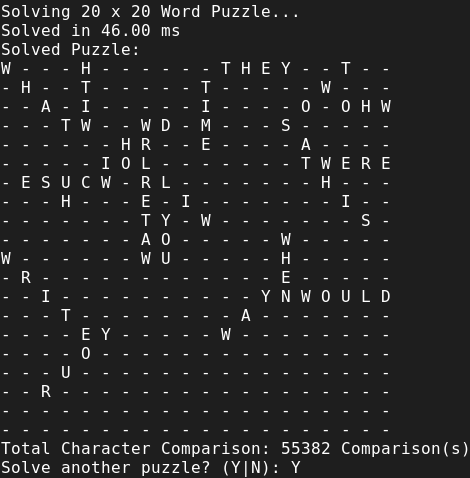 Solving 20 x 20 Word Puzzle...
Solved in 46.00 ms
Solved Puzzle:
W - - - H - - - - - - T H E Y - - T - -
- H - - T - - - - - T - - - - - W - - -
- - A - I - - - - - I - - - - O - O H W
- - - T W - - W D - M - - - S - - - - -
- - - - - - H R - - E - - - - A - - - -
- - - - - I O L - - - - - - - T W E R E
- E S U C W - R L - - - - - - - H - - -
- - - H - - - E - I - - - - - - - I - -
- - - - - - - T Y - W - - - - - - - S -
- - - - - - - A O - - - - - W - - - - -
W - - - - - - W U - - - - - H - - - - -
- R - - - - - - - - - - - - E - - - - -
- - I - - - - - - - - - - Y N W O U L D
- - - T - - - - - - - - A - - - - - - -
- - - - E Y - - - - - W - - - - - - - -
- - - - O - - - - - - - - - - - - - - -
- - - U - - - - - - - - - - - - - - - -
- - R - - - - - - - - - - - - - - - - -
- - - - - - - - - - - - - - - - - - - -
- - - - - - - - - - - - - - - - - - - -
Total Character Comparison: 55382 Comparison(s)
Solve another puzzle? (Y|N): Y